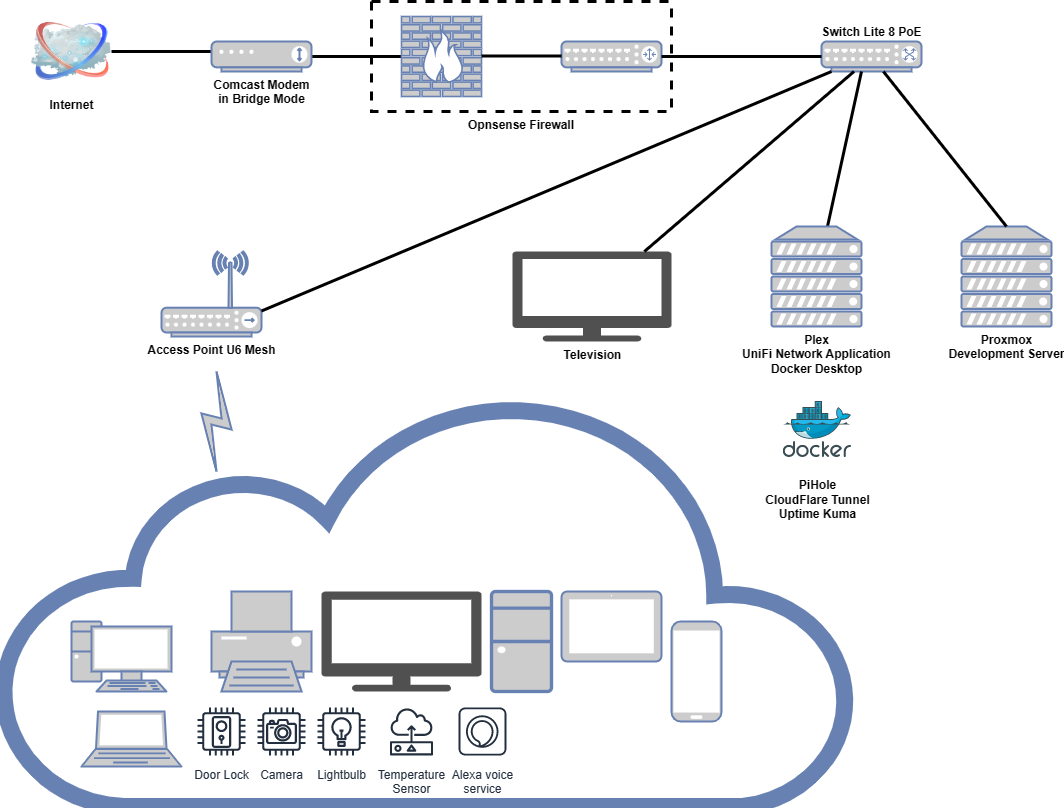 Switch Lite 8 PoE
Internet
Comcast Modem
in Bridge Mode
Opnsense Firewall
Access Point U6 Mesh
Television
Plex
UniFi Network Application
Docker Desktop
Proxmox
Development Server
docker
PiHole
CloudFlare Tunnel
Uptime Kuma
Door Lock
Camera
Lightbulb
Temperature
Sensor
Alexa voice
service